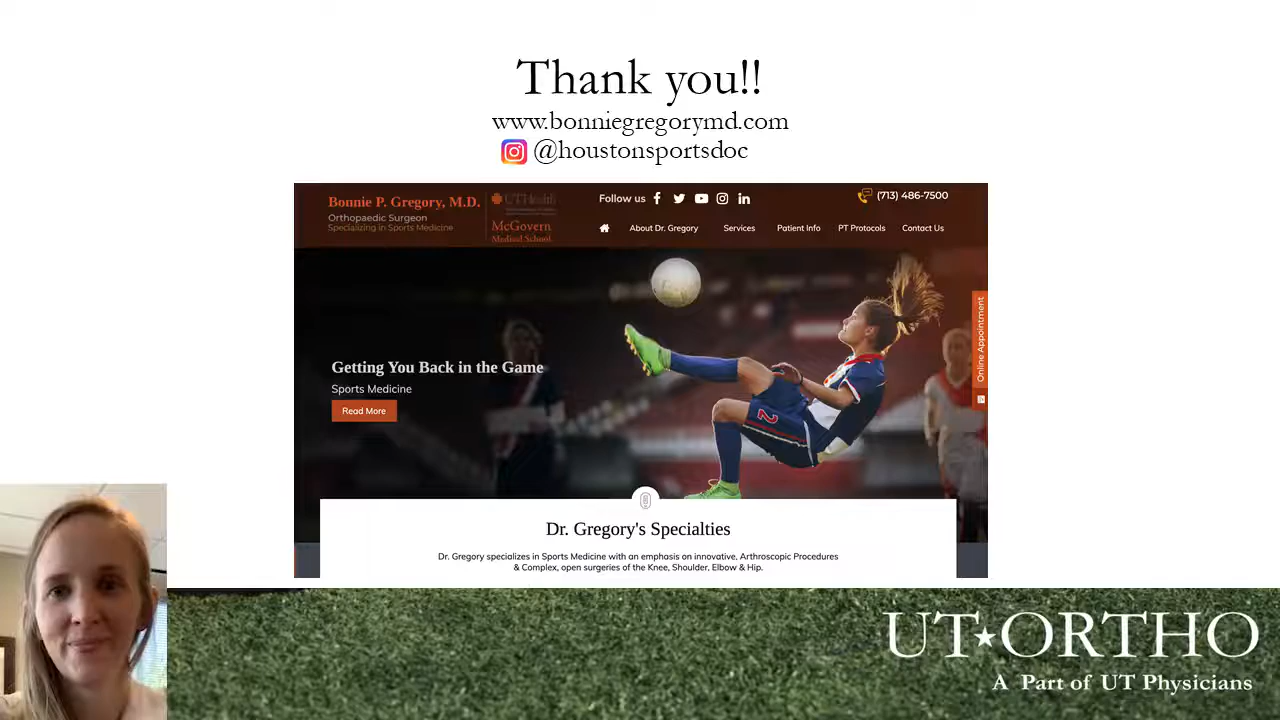 Thank you!!
www.bonniegregorymd.com
@houstonsportsdoc
Bonnie P. Gregory, M.D.
Orthopaedic Surgeon
Specializing in Sports Medicine
UTHealth
McGovern
Medical School
Follow us
(713) 486-7500
About Dr. Gregory Services Patient Info PT Protocols Contact Us
Online Appointment
2
Getting You Back in the Game
Sports Medicine
Read More
Dr. Gregory's Specialties
Dr. Gregory specializes in Sports Medicine with an emphasis on innovative, Arthroscopic Procedures
& Complex, open surgeries of the Knee, Shoulder, Elbow & Hip.
UT★ORTHO
A Part of UT Physicians